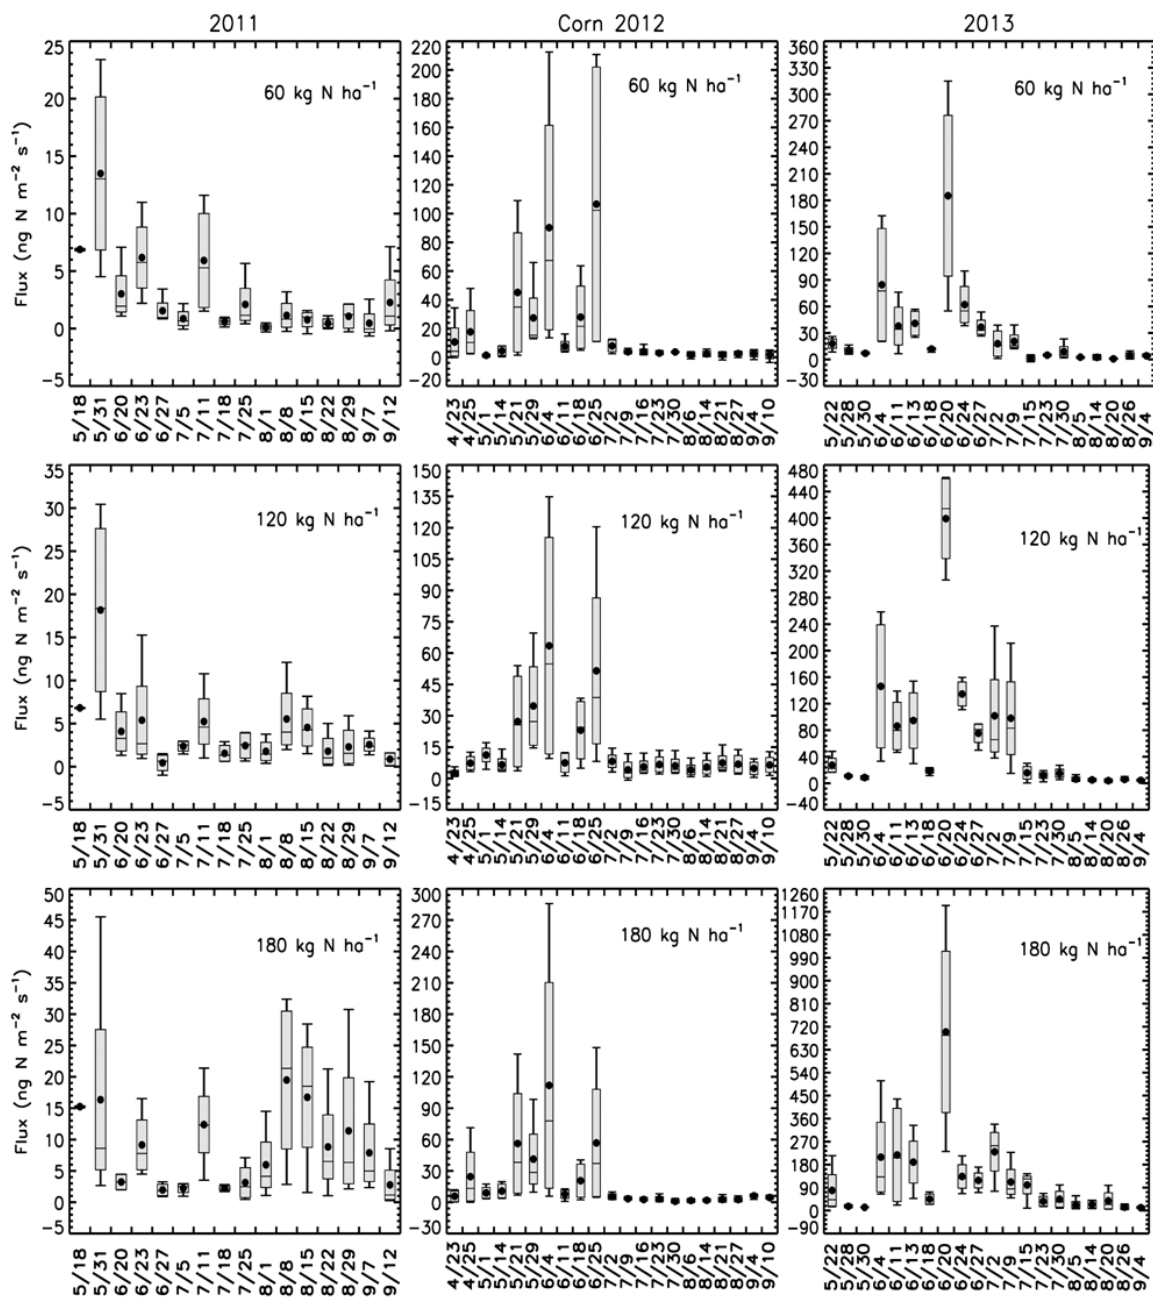 2011 Corn 2012 2013
60 kg N ha⁻¹ 60 kg N ha⁻¹ 60 kg N ha⁻¹
Flux (ng N m⁻² s⁻¹)
25 20 15 10 5 0 −5
220 200 180 160 140 120 100 80 60 40 20 0 −20
360 330 300 270 240 210 180 150 120 90 60 30 0 −30
5/18 5/31 6/20 6/23 6/27 7/5 7/11 7/18 7/25 8/1 8/8 8/15 8/22 8/29 9/7 9/12
4/23 4/25 5/1 5/14 5/21 5/29 6/4 6/11 6/18 6/25 7/2 7/9 7/16 7/23 7/30 8/6 8/14 8/21 8/27 9/4 9/10
5/22 5/28 5/30 6/4 6/11 6/13 6/18 6/20 6/24 6/27 7/2 7/9 7/15 7/23 7/30 8/5 8/14 8/20 8/26 9/4
120 kg N ha⁻¹ 120 kg N ha⁻¹ 120 kg N ha⁻¹
Flux (ng N m⁻² s⁻¹)
35 30 25 20 15 10 5 0 −5
150 135 120 105 90 75 60 45 30 15 0 −15
480 440 400 360 320 280 240 200 160 120 80 40 0 −40
5/18 5/31 6/20 6/23 6/27 7/5 7/11 7/18 7/25 8/1 8/8 8/15 8/22 8/29 9/7 9/12
4/23 4/25 5/1 5/14 5/21 5/29 6/4 6/11 6/18 6/25 7/2 7/9 7/16 7/23 7/30 8/6 8/14 8/21 8/27 9/4 9/10
5/22 5/28 5/30 6/4 6/11 6/13 6/18 6/20 6/24 6/27 7/2 7/9 7/15 7/23 7/30 8/5 8/14 8/20 8/26 9/4
180 kg N ha⁻¹ 180 kg N ha⁻¹ 180 kg N ha⁻¹
Flux (ng N m⁻² s⁻¹)
50 45 40 35 30 25 20 15 10 5 0 −5
300 270 240 210 180 150 120 90 60 30 0 −30
1260 1170 1080 990 900 810 720 630 540 450 360 270 180 90 0 −90
5/18 5/31 6/20 6/23 6/27 7/5 7/11 7/18 7/25 8/1 8/8 8/15 8/22 8/29 9/7 9/12
4/23 4/25 5/1 5/14 5/21 5/29 6/4 6/11 6/18 6/25 7/2 7/9 7/16 7/23 7/30 8/6 8/14 8/21 8/27 9/4 9/10
5/22 5/28 5/30 6/4 6/11 6/13 6/18 6/20 6/24 6/27 7/2 7/9 7/15 7/23 7/30 8/5 8/14 8/20 8/26 9/4